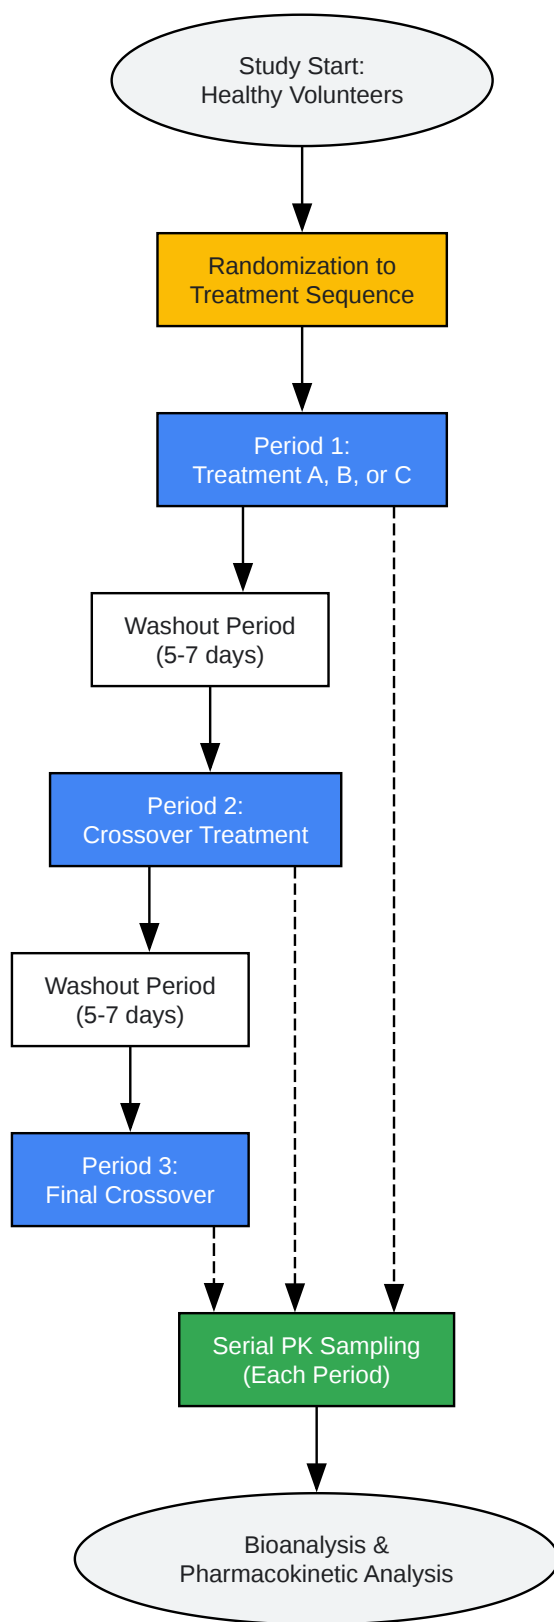 Study Start:
Healthy Volunteers
Randomization to
Treatment Sequence
Period 1:
Treatment A, B, or C
Washout Period
(5-7 days)
Period 2:
Crossover Treatment
Washout Period
(5-7 days)
Period 3:
Final Crossover
Serial PK Sampling
(Each Period)
Bioanalysis &
Pharmacokinetic Analysis